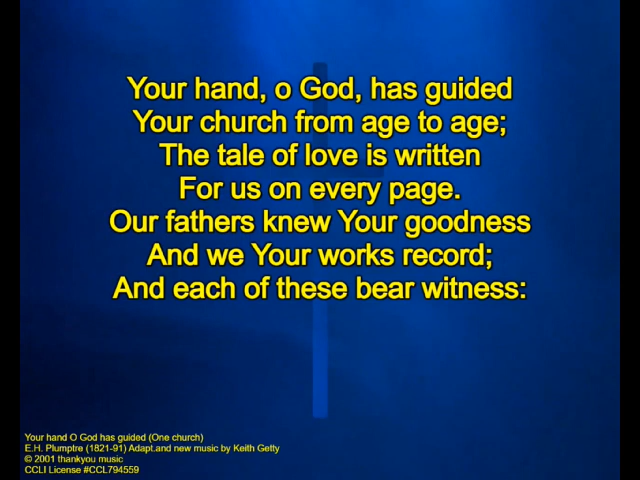 Your hand, o God, has guided
Your church from age to age;
The tale of love is written
For us on every page.
Our fathers knew Your goodness
And we Your works record;
And each of these bear witness:
Your hand O God has guided (One church)
E.H. Plumptre (1821-91) Adapt.and new music by Keith Getty
© 2001 thankyou music
CCLI License #CCL794559